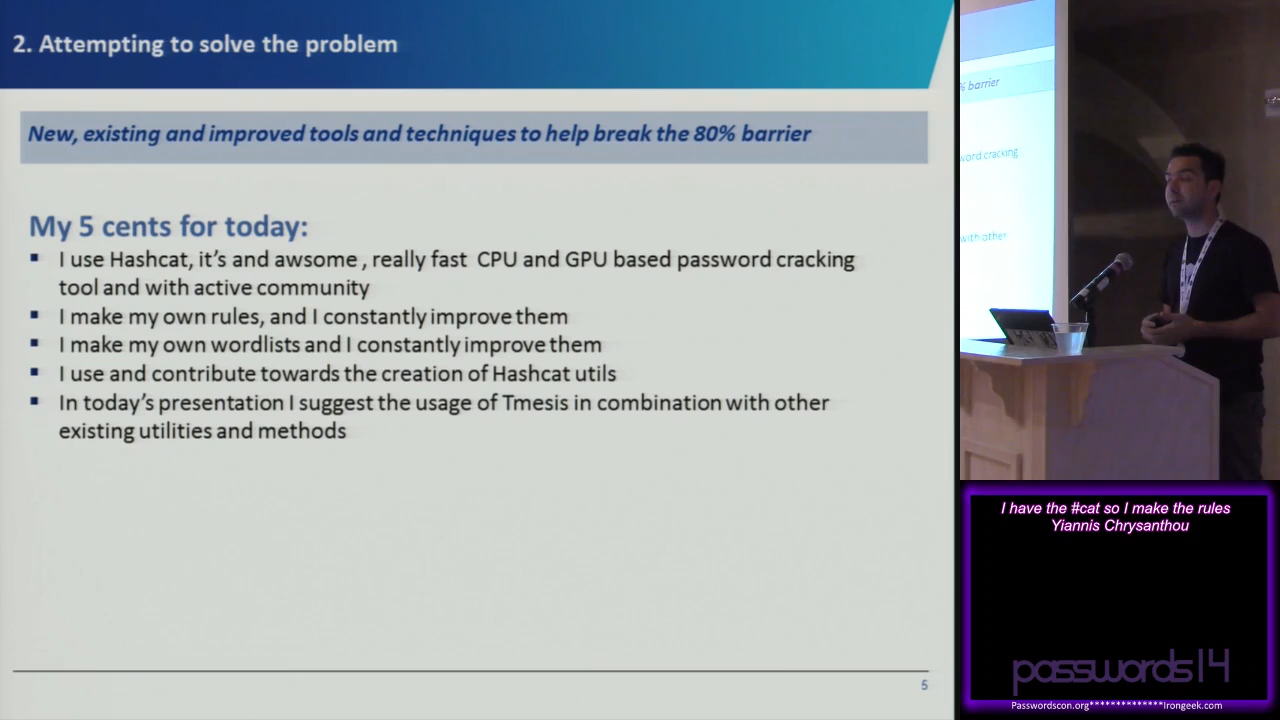 2. Attempting to solve the problem
New, existing and improved tools and techniques to help break the 80% barrier
My 5 cents for today:
I use Hashcat, it's and awsome , really fast CPU and GPU based password cracking
tool and with active community
I make my own rules, and I constantly improve them
I make my own wordlists and I constantly improve them
I use and contribute towards the creation of Hashcat utils
In today's presentation I suggest the usage of Tmesis in combination with other
existing utilities and methods
5
% barrier
word cracking
with other
I have the #cat so I make the rules
Yiannis Chrysanthou
passwords14
Passwordscon.org**************Irongeek.com